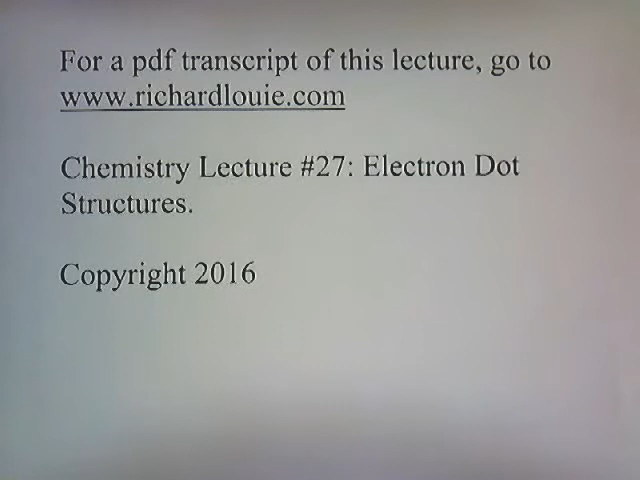 For a pdf transcript of this lecture, go to
www.richardlouie.com
Chemistry Lecture #27: Electron Dot
Structures.
Copyright 2016